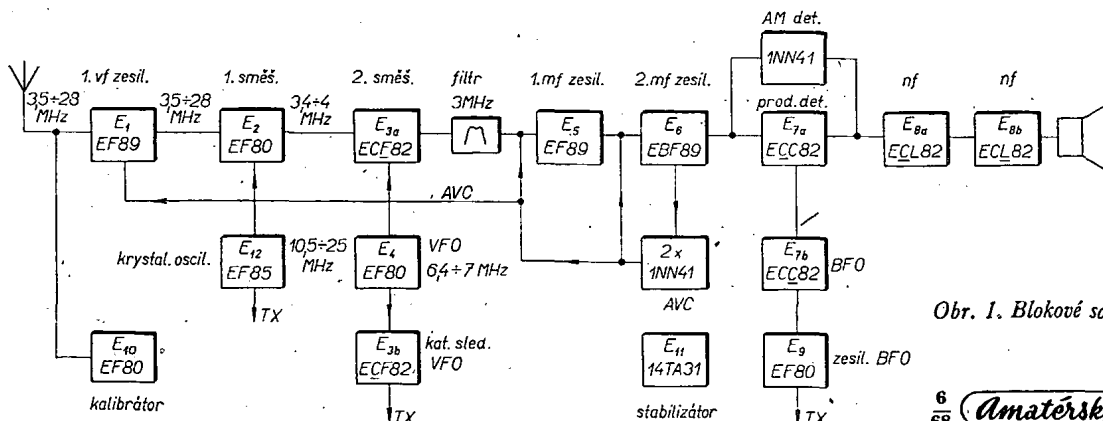 AM det.
1NN41
1. vf zesil.
1. směš.
2. směš.
filtr
3MHz
1.mf zesil.
2.mf zesil.
prod.det.
nf
nf
3,5÷28
MHz
E1
EF89
3,5÷28
MHz
E2
EF80
3,4÷4
MHz
E3a
ECF82
E5
EF89
E6
EBF89
E7a
ECC82
E8a
ECL82
E8b
ECL82
AVC
krystal. oscil.
E12
EF85
10,5÷25
MHz
E4
EF80
VFO
6,4÷7 MHz
2x
1NN41
AVC
E7b
ECC82
BFO
TX
E10
EF80
kalibrátor
E3b
ECF82
kat. sled.
VFO
TX
E11
14TA31
stabilizátor
E9
EF80
zesil. BFO
TX
Obr. 1. Blokové sc
6
68
Amatérsk